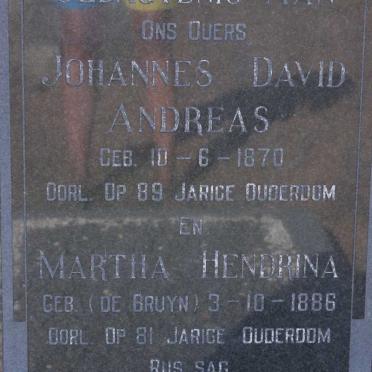 ONS OUERS
JOHANNES DAVID
ANDREAS
GEB. 10-6-1870
OORL. OP 89 JARIGE OUDERDOM
EN
MARTHA HENDRINA
GEB. (DE BRUYN) 3-10-1886
OORL. OP 81 JARIGE OUDERDOM
RUS SAG